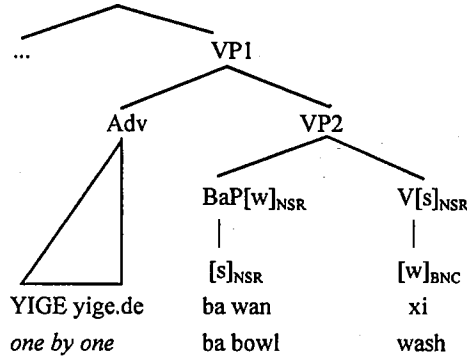 ... VP1
Adv VP2
BaP[w]NSR V[s]NSR
[s]NSR [w]BNC
YIGE yige.de ba wan xi
one by one ba bowl wash